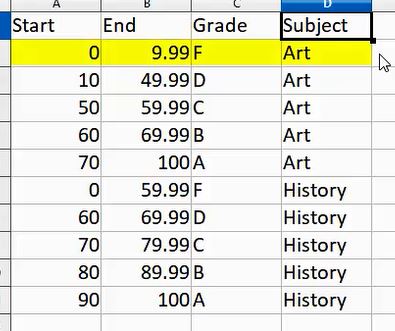 A B C D
Start End Grade Subject
0 9.99 F Art
10 49.99 D Art
50 59.99 C Art
60 69.99 B Art
70 100 A Art
0 59.99 F History
60 69.99 D History
70 79.99 C History
80 89.99 B History
90 100 A History